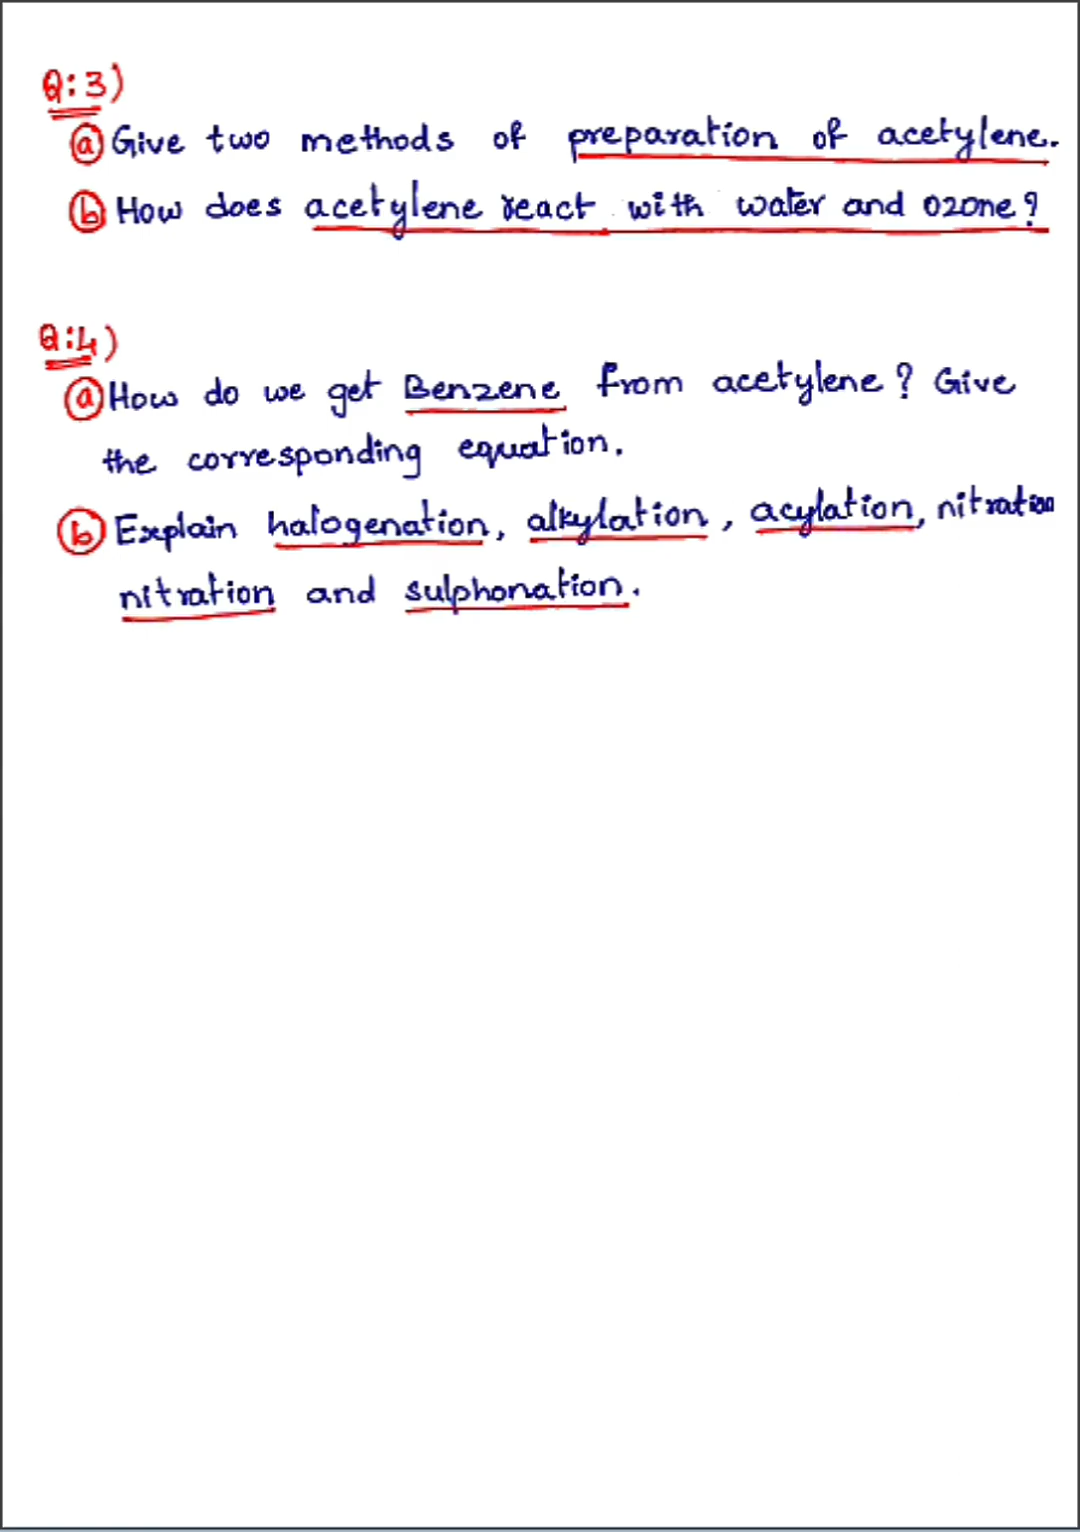 Q:3)
(a) Give two methods of preparation of acetylene.
(b) How does acetylene react with water and ozone?
Q:4)
(a) How do we get Benzene from acetylene? Give
the corresponding equation.
(b) Explain halogenation, alkylation, acylation, nitration
nitration and sulphonation.